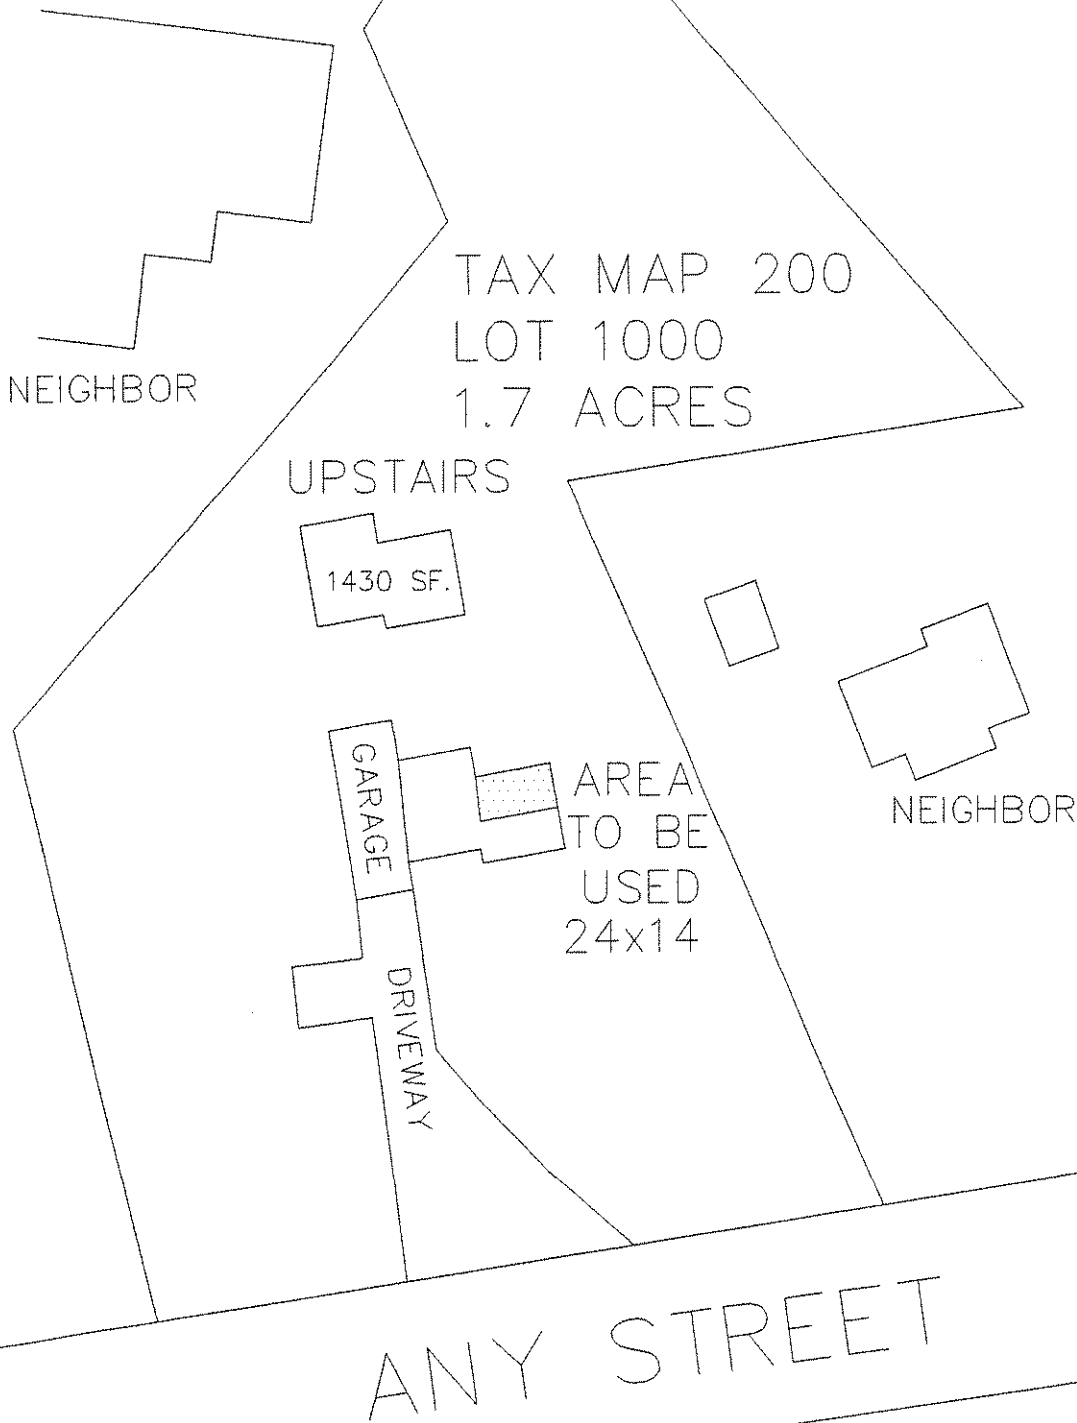 TAX MAP 200
LOT 1000
1.7 ACRES
NEIGHBOR
UPSTAIRS
1430 SF.
GARAGE
AREA
TO BE
USED
24x14
NEIGHBOR
DRIVEWAY
ANY STREET